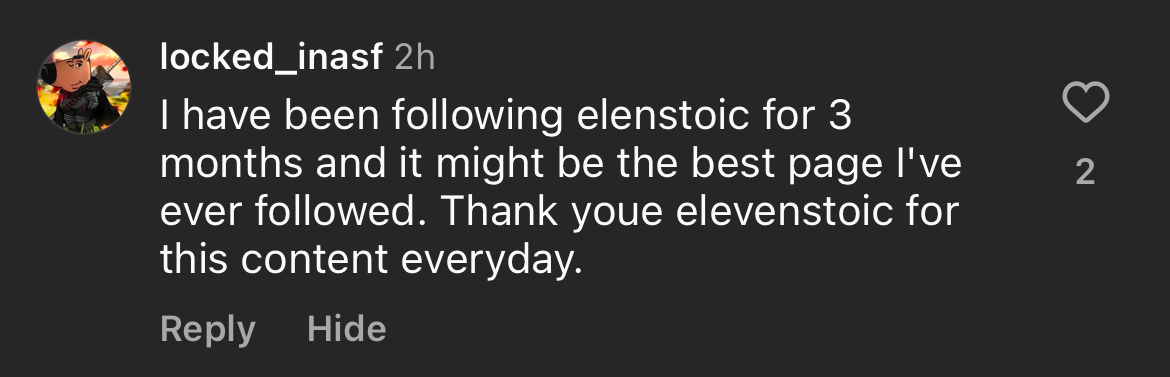 locked_inasf 2h
I have been following elenstoic for 3
months and it might be the best page I've
ever followed. Thank youe elevenstoic for
this content everyday.
2
Reply Hide